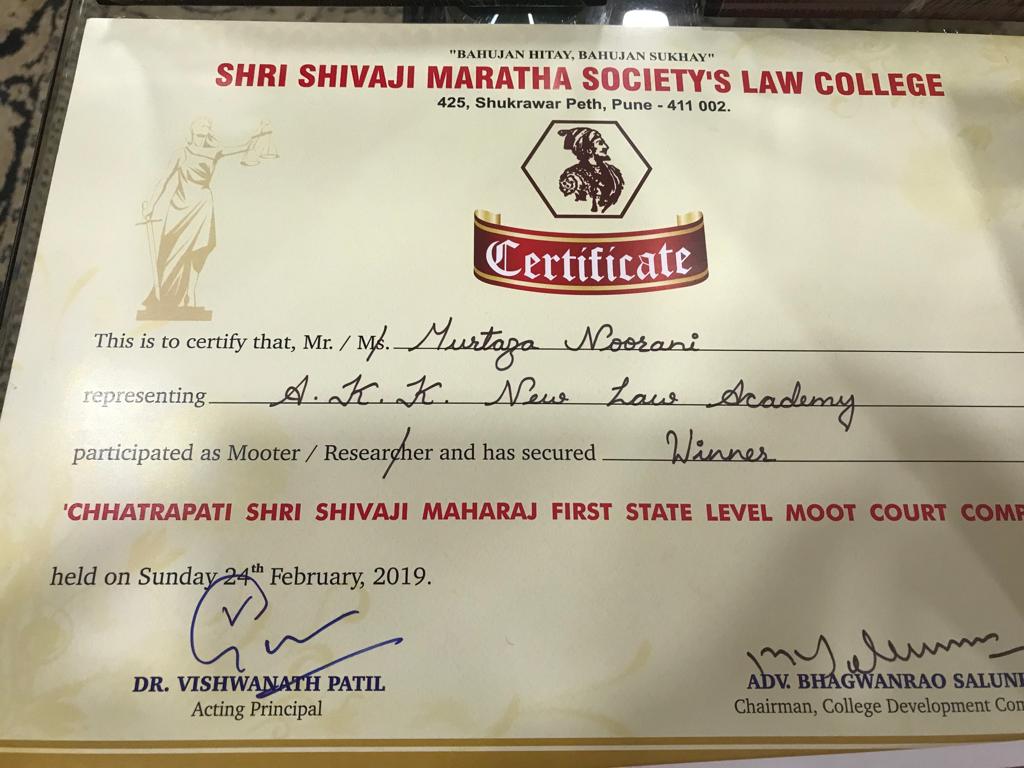 "BAHUJAN HITAY, BAHUJAN SUKHAY"
SHRI SHIVAJI MARATHA SOCIETY'S LAW COLLEGE
425, Shukrawar Peth, Pune - 411 002.
Certificate
This is to certify that, Mr. / Ms. Murtaza Noorani
representing A. K. K. New Law Academy
participated as Mooter / Researcher and has secured Winner
'CHHATRAPATI SHRI SHIVAJI MAHARAJ FIRST STATE LEVEL MOOT COURT COMP
held on Sunday 24th February, 2019.
DR. VISHWANATH PATIL
Acting Principal
ADV. BHAGWANRAO SALUN
Chairman, College Development Com